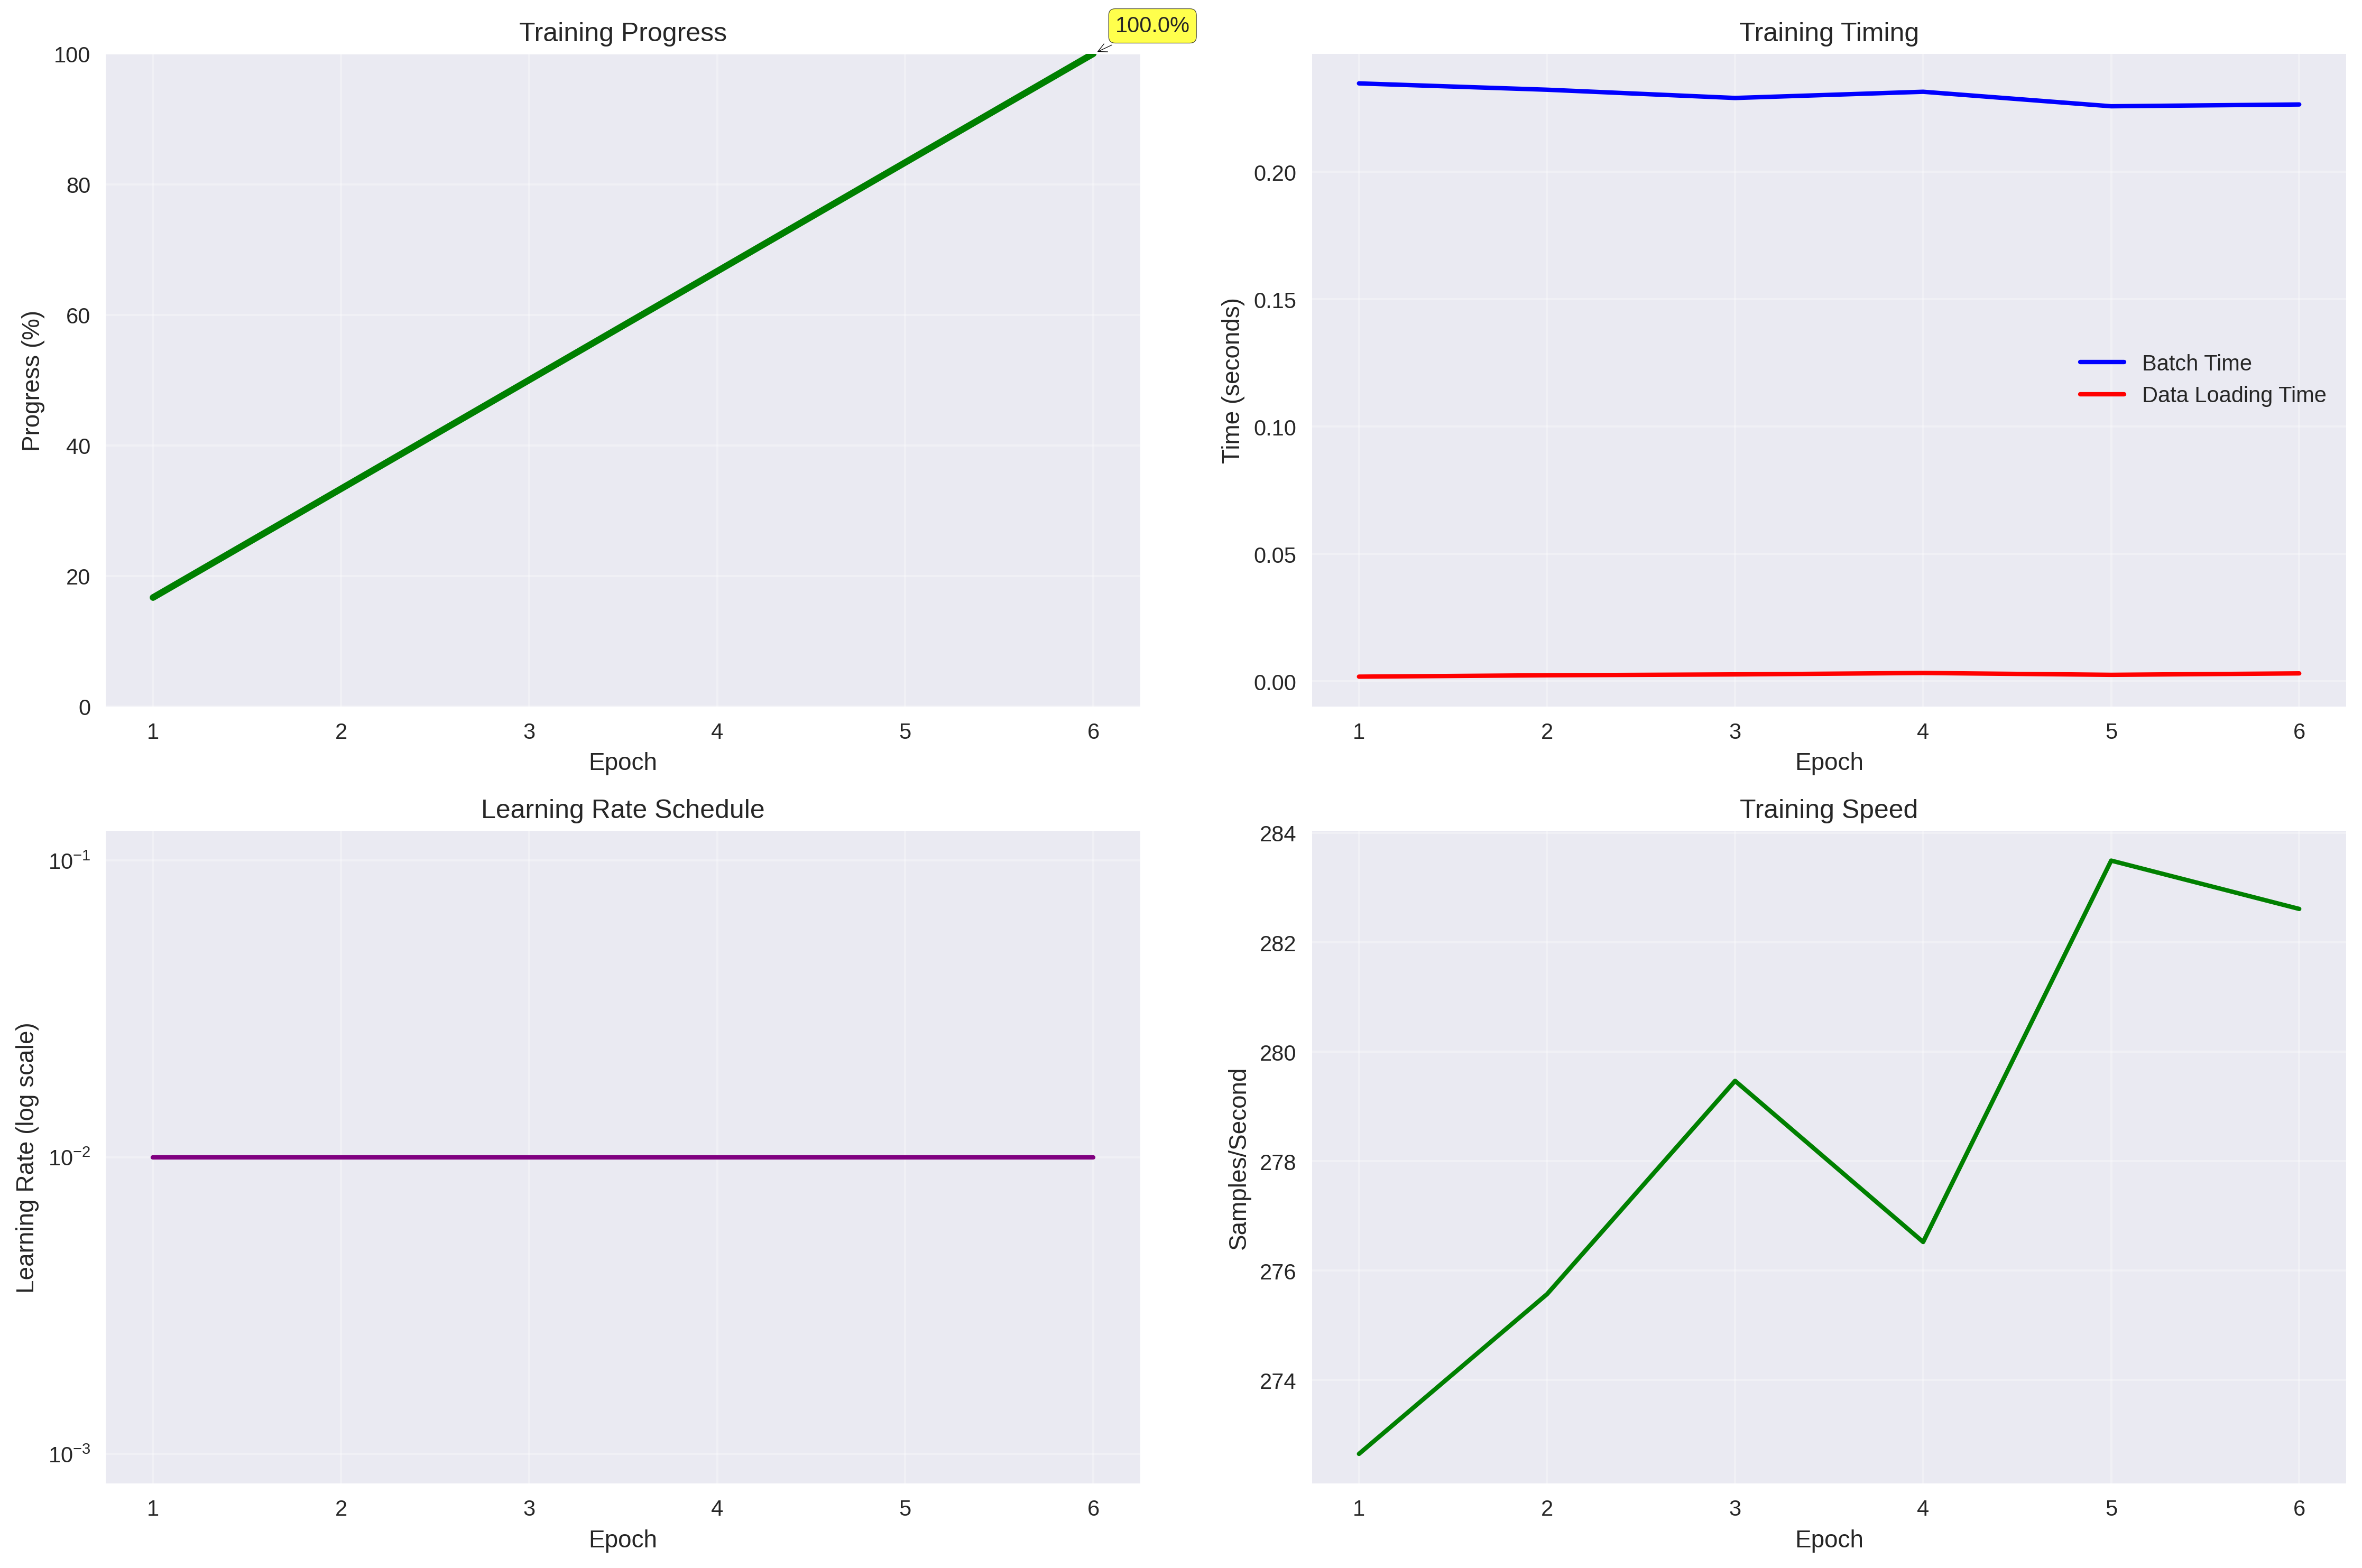 Training Progress
100.0%
100
80
60
40
20
0
Progress (%)
1 2 3 4 5 6
Epoch
Training Timing
0.20
0.15
0.10
0.05
0.00
Time (seconds)
Batch Time
Data Loading Time
1 2 3 4 5 6
Epoch
Learning Rate Schedule
10⁻¹
10⁻²
10⁻³
Learning Rate (log scale)
1 2 3 4 5 6
Epoch
Training Speed
284
282
280
278
276
274
Samples/Second
1 2 3 4 5 6
Epoch